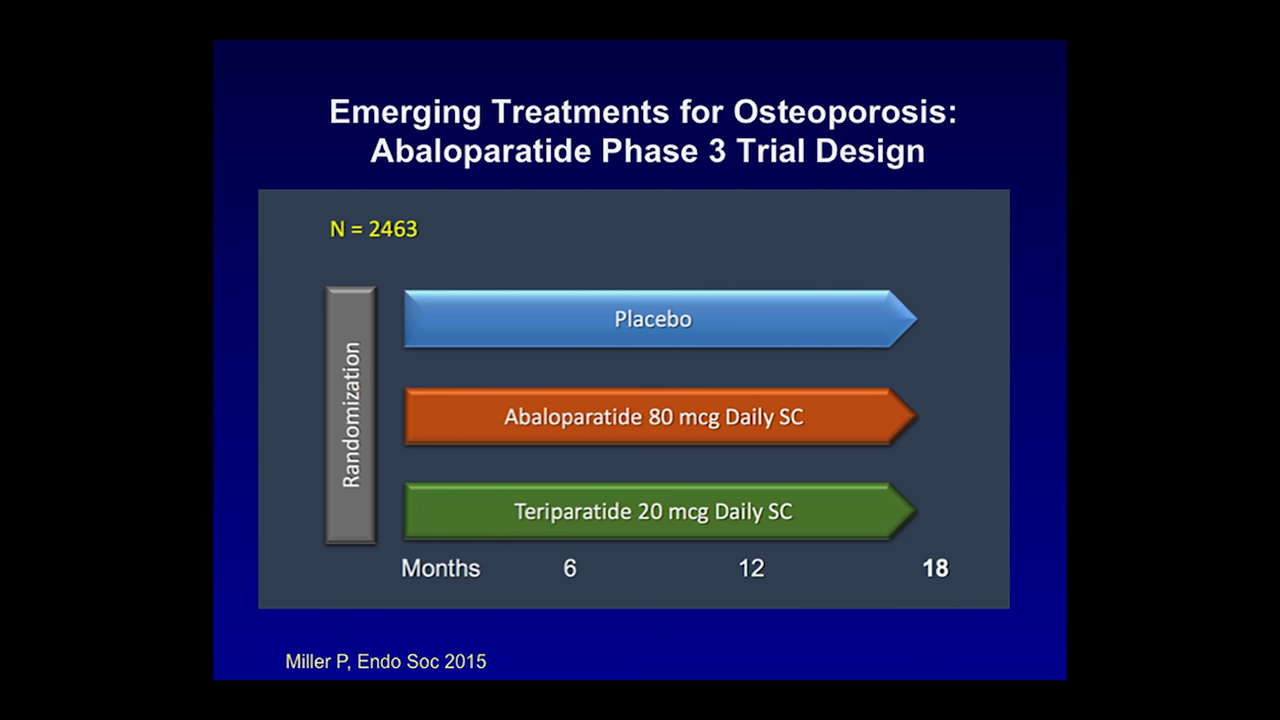 Emerging Treatments for Osteoporosis:
Abaloparatide Phase 3 Trial Design
N = 2463
Randomization
Placebo
Abaloparatide 80 mcg Daily SC
Teriparatide 20 mcg Daily SC
Months 6 12 18
Miller P, Endo Soc 2015